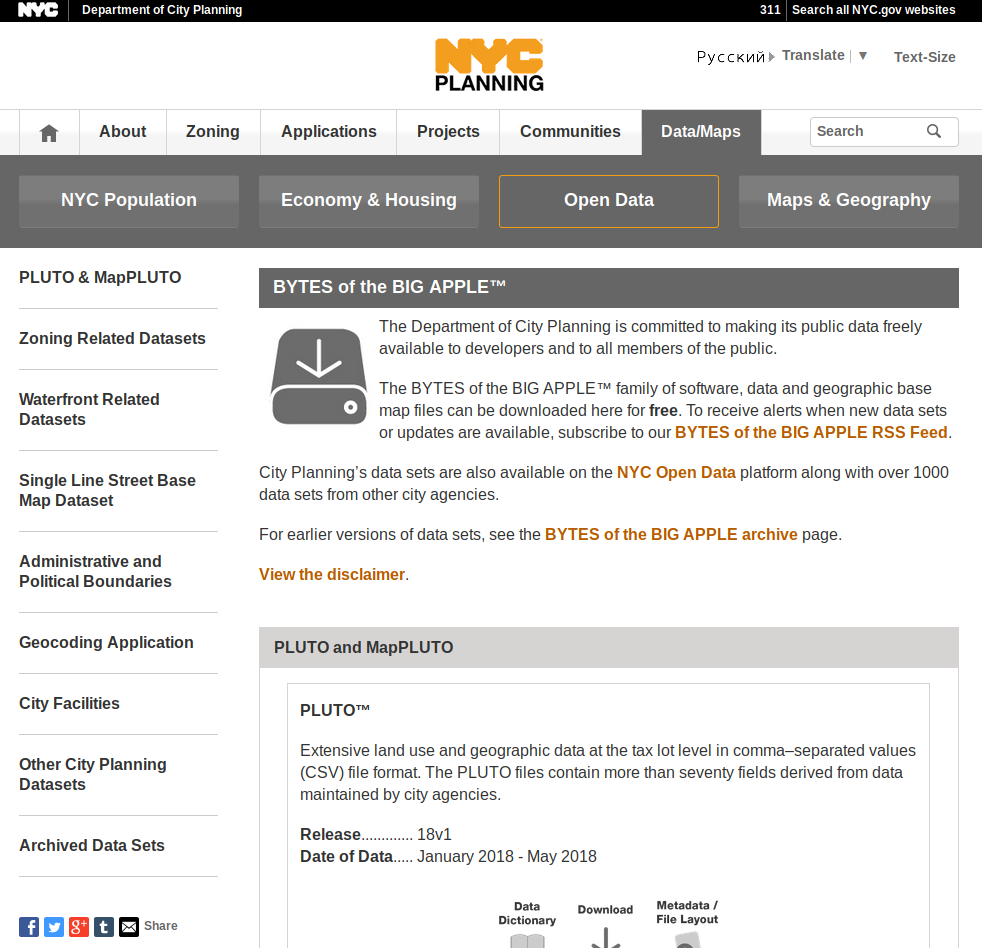 NYC Department of City Planning 311 Search all NYC.gov websites
NYC
PLANNING
Русский Translate ▼ Text-Size
About Zoning Applications Projects Communities Data/Maps Search
NYC Population Economy & Housing Open Data Maps & Geography
PLUTO & MapPLUTO
Zoning Related Datasets
Waterfront Related
Datasets
Single Line Street Base
Map Dataset
Administrative and
Political Boundaries
Geocoding Application
City Facilities
Other City Planning
Datasets
Archived Data Sets
Share
BYTES of the BIG APPLE™
The Department of City Planning is committed to making its public data freely
available to developers and to all members of the public.
The BYTES of the BIG APPLE™ family of software, data and geographic base
map files can be downloaded here for free. To receive alerts when new data sets
or updates are available, subscribe to our BYTES of the BIG APPLE RSS Feed.
City Planning’s data sets are also available on the NYC Open Data platform along with over 1000
data sets from other city agencies.
For earlier versions of data sets, see the BYTES of the BIG APPLE archive page.
View the disclaimer.
PLUTO and MapPLUTO
PLUTO™
Extensive land use and geographic data at the tax lot level in comma–separated values
(CSV) file format. The PLUTO files contain more than seventy fields derived from data
maintained by city agencies.
Release............. 18v1
Date of Data..... January 2018 - May 2018
Data
Dictionary
Download
Metadata /
File Layout